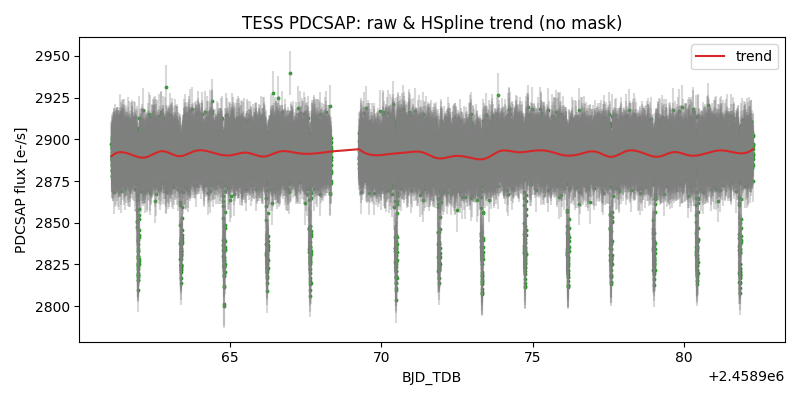 TESS PDCSAP: raw & HSpline trend (no mask)
trend
PDCSAP flux [e-/s]
2950
2925
2900
2875
2850
2825
2800
65 70 75 80
BJD_TDB
+2.4589e6